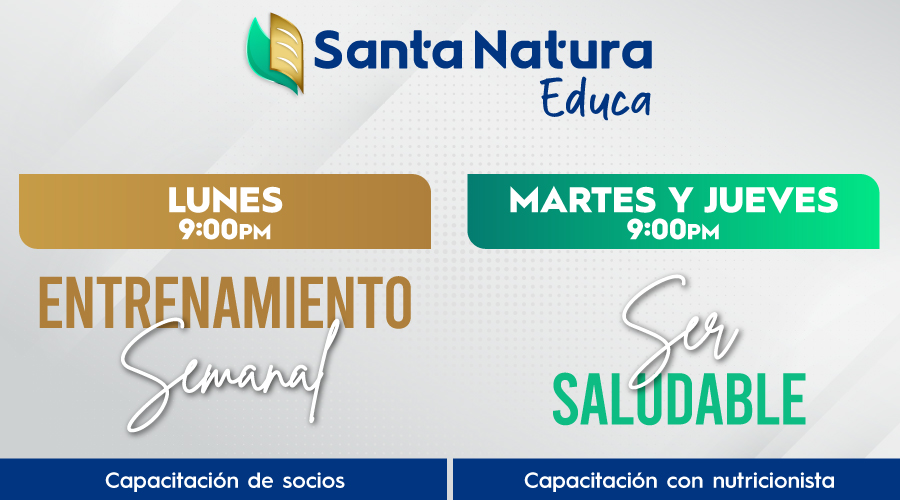 Santa Natura
Educa
LUNES
9:00PM
ENTRENAMIENTO
Semanal
Capacitación de socios
MARTES Y JUEVES
9:00PM
Ser
SALUDABLE
Capacitación con nutricionista